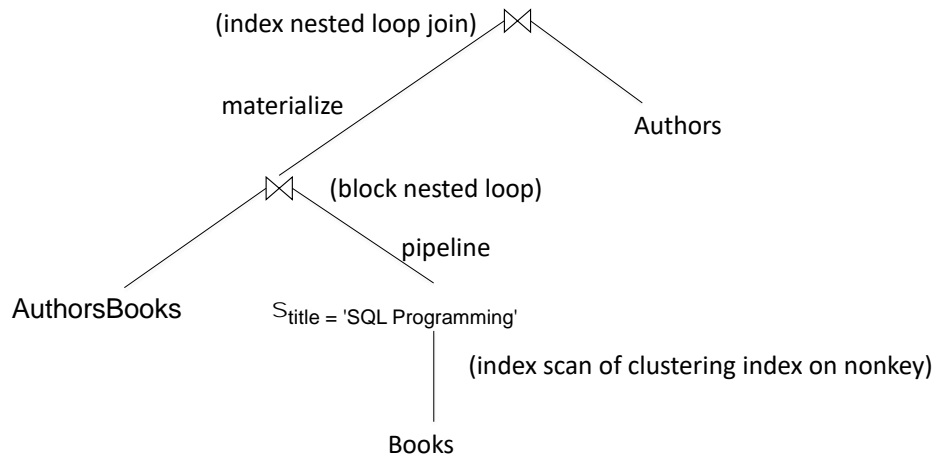 (index nested loop join)
materialize
Authors
(block nested loop)
pipeline
AuthorsBooks
Stitle = 'SQL Programming'
(index scan of clustering index on nonkey)
Books